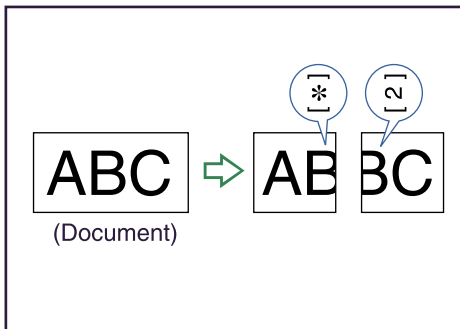 [*]
[2]
ABC
AB
BC
(Document)